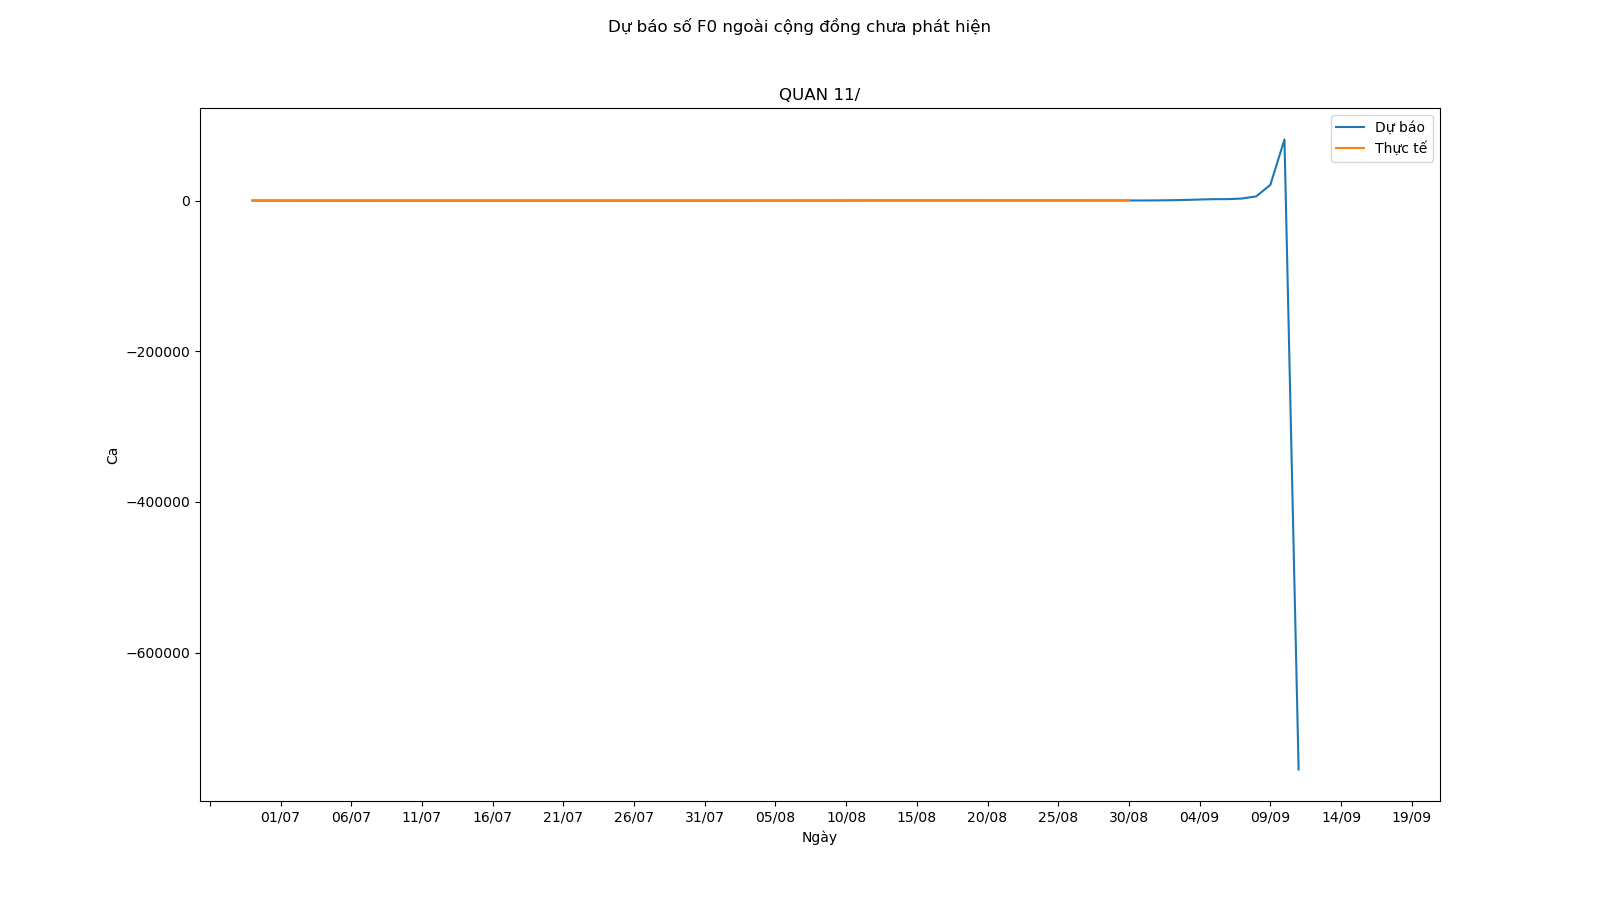 Dự báo số F0 ngoài cộng đồng chưa phát hiện
QUAN 11/
Dự báo
Thực tế
0
−200000
−400000
−600000
Ca
01/07 06/07 11/07 16/07 21/07 26/07 31/07 05/08 10/08 15/08 20/08 25/08 30/08 04/09 09/09 14/09 19/09
Ngày